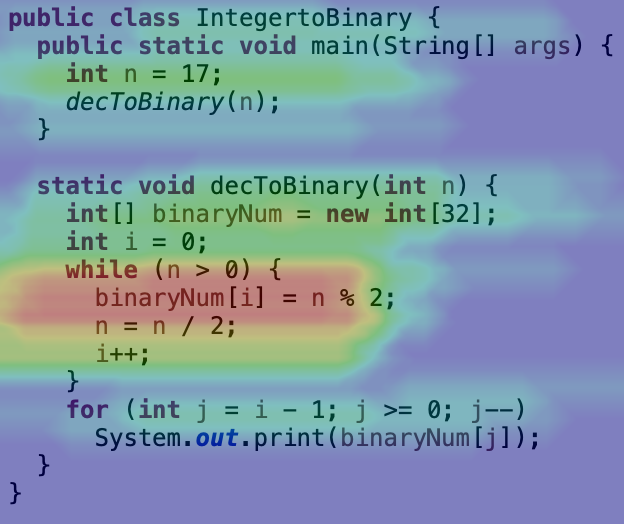 public class IntegertoBinary {
  public static void main(String[] args) {
    int n = 17;
    decToBinary(n);
  }

  static void decToBinary(int n) {
    int[] binaryNum = new int[32];
    int i = 0;
    while (n > 0) {
      binaryNum[i] = n % 2;
      n = n / 2;
      i++;
    }
    for (int j = i - 1; j >= 0; j--)
      System.out.print(binaryNum[j]);
  }
}